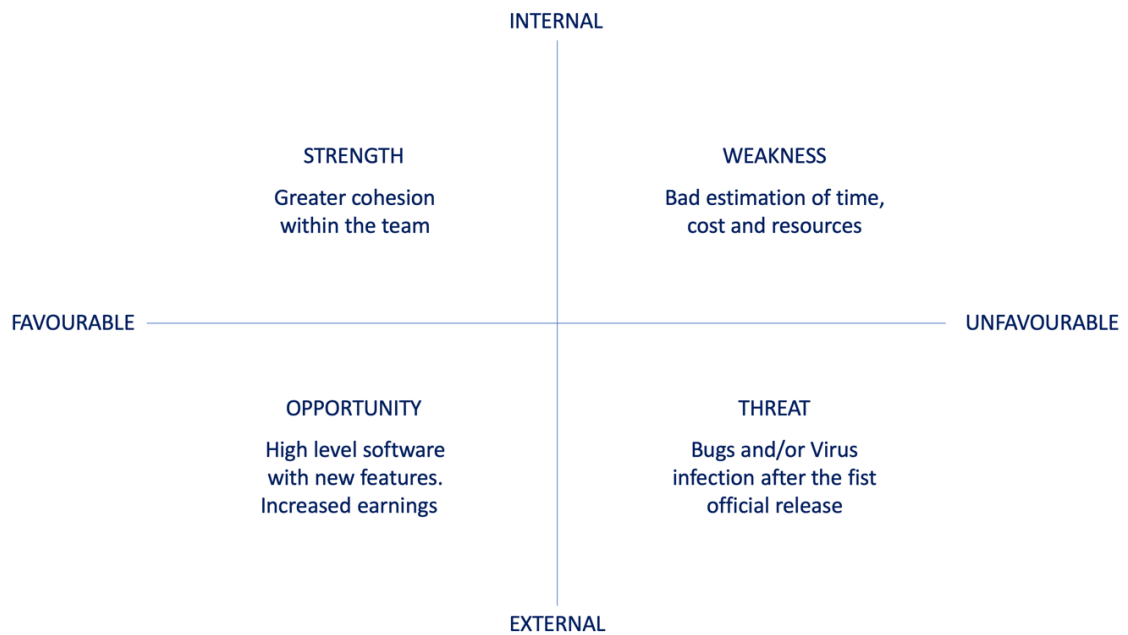 INTERNAL
STRENGTH
Greater cohesion
within the team
WEAKNESS
Bad estimation of time,
cost and resources
FAVOURABLE
UNFAVOURABLE
OPPORTUNITY
High level software
with new features.
Increased earnings
THREAT
Bugs and/or Virus
infection after the fist
official release
EXTERNAL